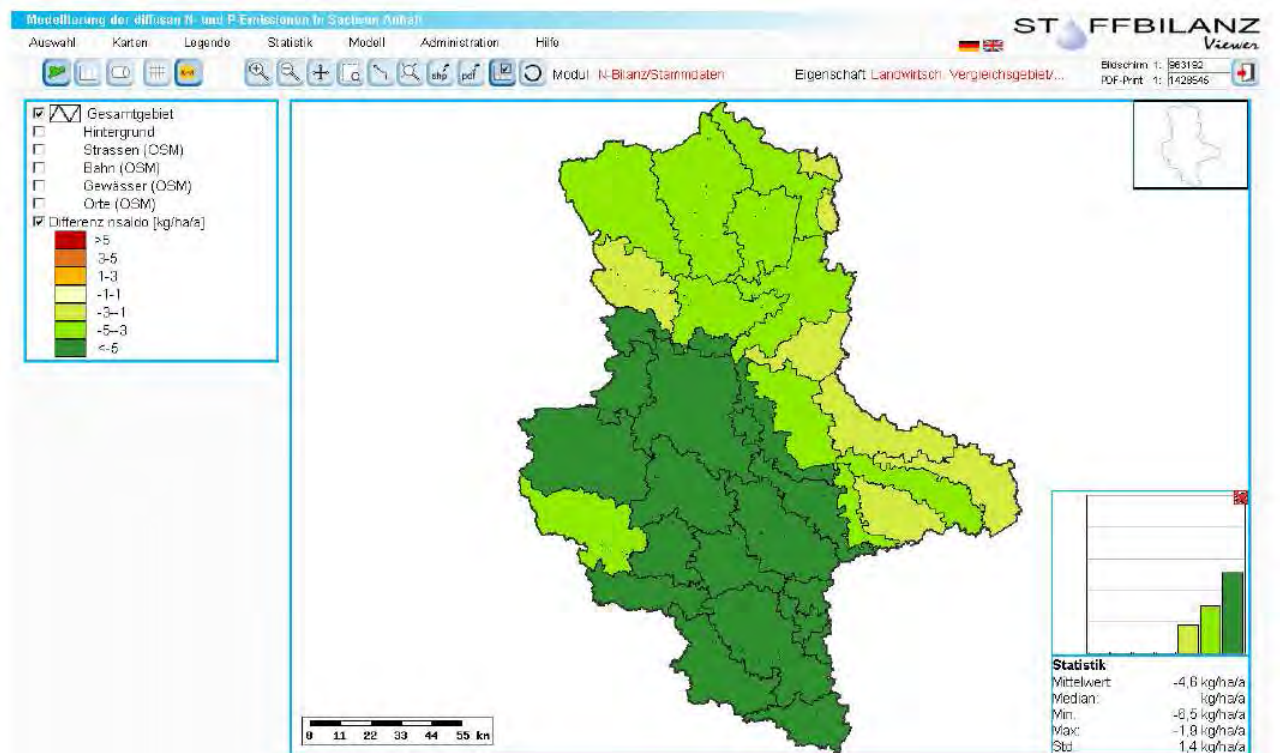 Modellierung der diffusen N- und P-Emissionen in Sachsen Anhalt
STOFFBILANZ
Viewer
Auswahl Karten Legende Statistik Modell Administration Hilfe
shp pdf Modul N-Bilanz/Stammdaten Eigenschaft Landwirtsch. Vergleichsgebiet/...
Bildschirm 1: 963192
PDF-Print 1: 1428545
Gesamtgebiet
Hintergrund
Strassen (OSM)
Bahn (OSM)
Gewässer (OSM)
Orte (OSM)
Differenz nsaldo [kg/ha/a]
>5
3-5
1-3
-1-1
-3--1
-5--3
<-5
0 11 22 33 44 55 km
Statistik
Mittelwert -4,6 kg/ha/a
Median: kg/ha/a
Min. -6,5 kg/ha/a
Max: -1,9 kg/ha/a
Std. 1,4 kg/ha/a